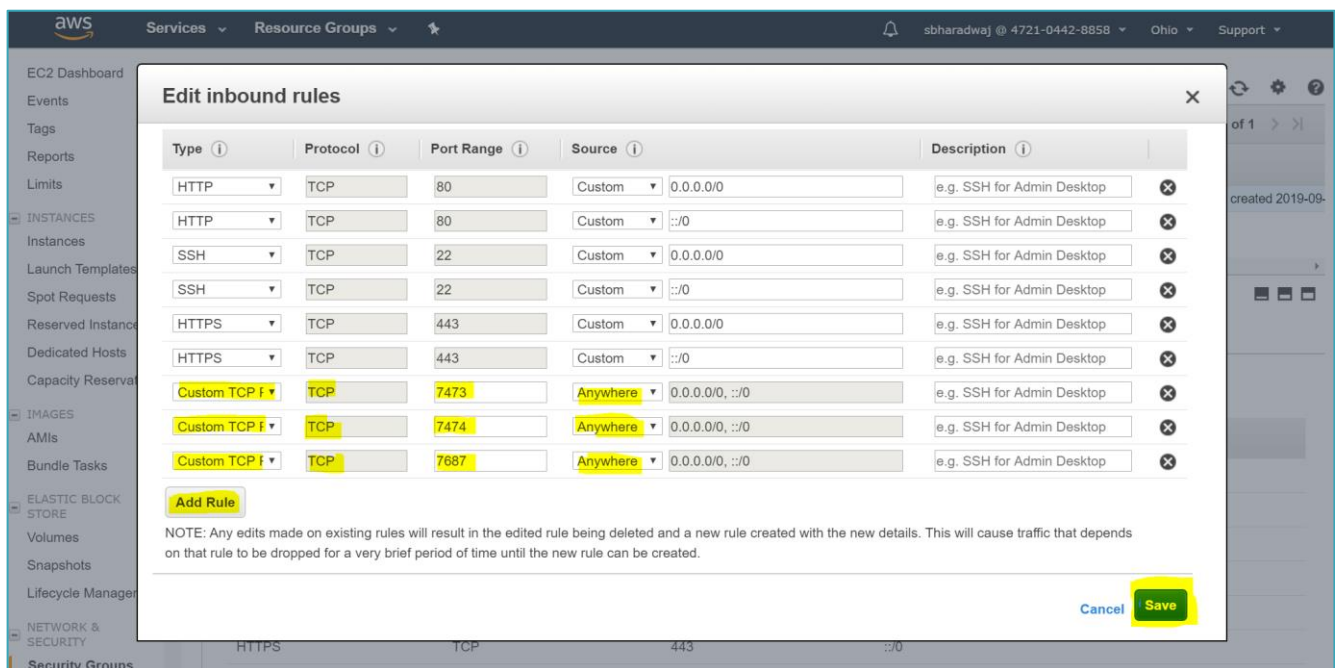 aws Services Resource Groups sbharadwaj @ 4721-0442-8858 Ohio Support
EC2 Dashboard
Events
Tags
Reports
Limits
INSTANCES
Instances
Launch Templates
Spot Requests
Reserved Instance
Dedicated Hosts
Capacity Reservat
IMAGES
AMIs
Bundle Tasks
ELASTIC BLOCK
STORE
Volumes
Snapshots
Lifecycle Manager
NETWORK &
SECURITY
Security Groups
of 1
created 2019-09-
Edit inbound rules
Type Protocol Port Range Source Description
HTTP TCP 80 Custom 0.0.0.0/0 e.g. SSH for Admin Desktop
HTTP TCP 80 Custom ::/0 e.g. SSH for Admin Desktop
SSH TCP 22 Custom 0.0.0.0/0 e.g. SSH for Admin Desktop
SSH TCP 22 Custom ::/0 e.g. SSH for Admin Desktop
HTTPS TCP 443 Custom 0.0.0.0/0 e.g. SSH for Admin Desktop
HTTPS TCP 443 Custom ::/0 e.g. SSH for Admin Desktop
Custom TCP TCP 7473 Anywhere 0.0.0.0/0, ::/0 e.g. SSH for Admin Desktop
Custom TCP TCP 7474 Anywhere 0.0.0.0/0, ::/0 e.g. SSH for Admin Desktop
Custom TCP TCP 7687 Anywhere 0.0.0.0/0, ::/0 e.g. SSH for Admin Desktop
Add Rule
NOTE: Any edits made on existing rules will result in the edited rule being deleted and a new rule created with the new details. This will cause traffic that depends
on that rule to be dropped for a very brief period of time until the new rule can be created.
Cancel Save
HTTPS TCP 443 ::/0